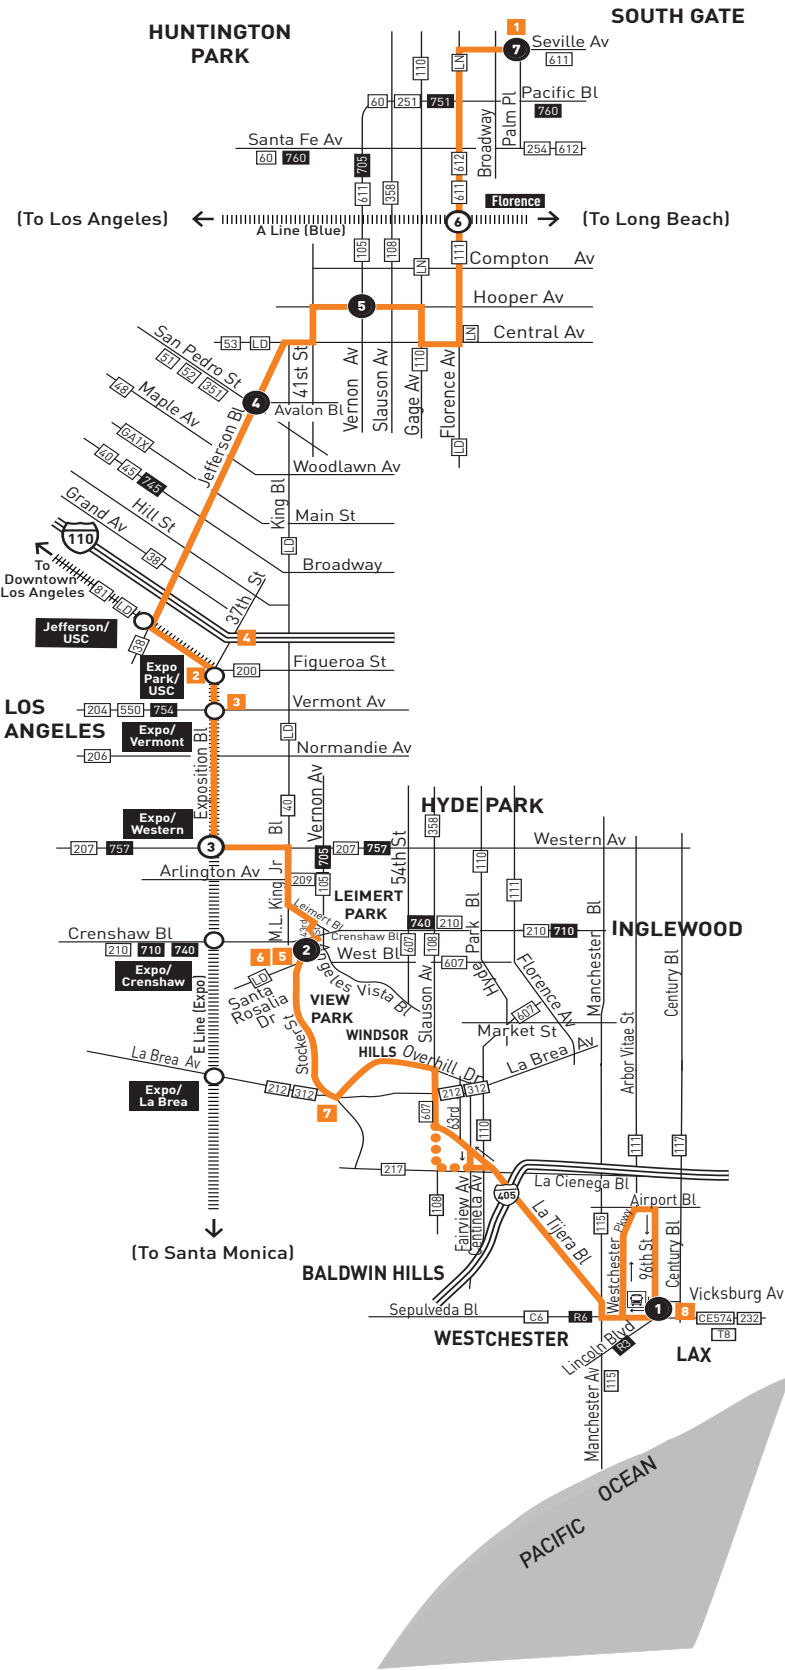 SOUTH GATE
HUNTINGTON
PARK
1
7
Seville Av
611
LN
110
60
251
751
Pacific Bl
760
Broadway
Palm Pl
Santa Fe Av
60
760
705
612
254
612
611
358
611
Florence
(To Los Angeles)
6
(To Long Beach)
A Line (Blue)
105
108
111
Compton Av
LN
5
Hooper Av
LN
Central Av
53
LD
San Pedro St
51
52
351
41st St
Vernon Av
Slauson Av
110
Gage Av
Florence Av
LD
48
Maple Av
4
Avalon Bl
Jefferson Bl
GA1X
40
45
745
Woodlawn Av
King Bl
Grand Av
Hill St
Main St
110
38
LD
Broadway
To
Downtown
Los Angeles
81
LD
37th St
Jefferson/
USC
38
4
Expo
Park/
USC
2
200
Figueroa St
LOS
ANGELES
204
550
754
3
Vermont Av
Expo/
Vermont
LD
206
Normandie Av
Exposition Bl
Vernon Av
40
HYDE PARK
358
Expo/
Western
Bl
54th St
207
757
3
705
207
757
Western Av
110
111
Arlington Av
209
105
M.L. King Jr
LEIMERT
PARK
Leimert Bl
43rd
St
Crenshaw Bl
740
210
Park Bl
210
710
Manchester Bl
INGLEWOOD
Crenshaw Bl
210
710
740
2
West Bl
607
108
607
6
5
Expo/
Crenshaw
LD
Angeles Vista Bl
Hyde
Florence Av
Century Bl
Santa
Rosalia
Dr
VIEW
PARK
Slauson Av
607
Market St
E Line (Expo)
Stocker St
WINDSOR
HILLS
Overhill Dr
La Brea Av
Arbor Vitae St
La Brea Av
Expo/
La Brea
212
312
212
312
7
607
63rd
110
111
117
217
La Cienega Bl
108
Fairview Av
Centinela Av
405
La Tijera Bl
Airport Bl
115
Westchester
Pkwy
96th St
Century Bl
(To Santa Monica)
BALDWIN HILLS
Vicksburg Av
1
8
Sepulveda Bl
C6
R6
CE574
232
T8
WESTCHESTER
Lincoln Blvd
R3
LAX
Manchester Av
115
PACIFIC OCEAN